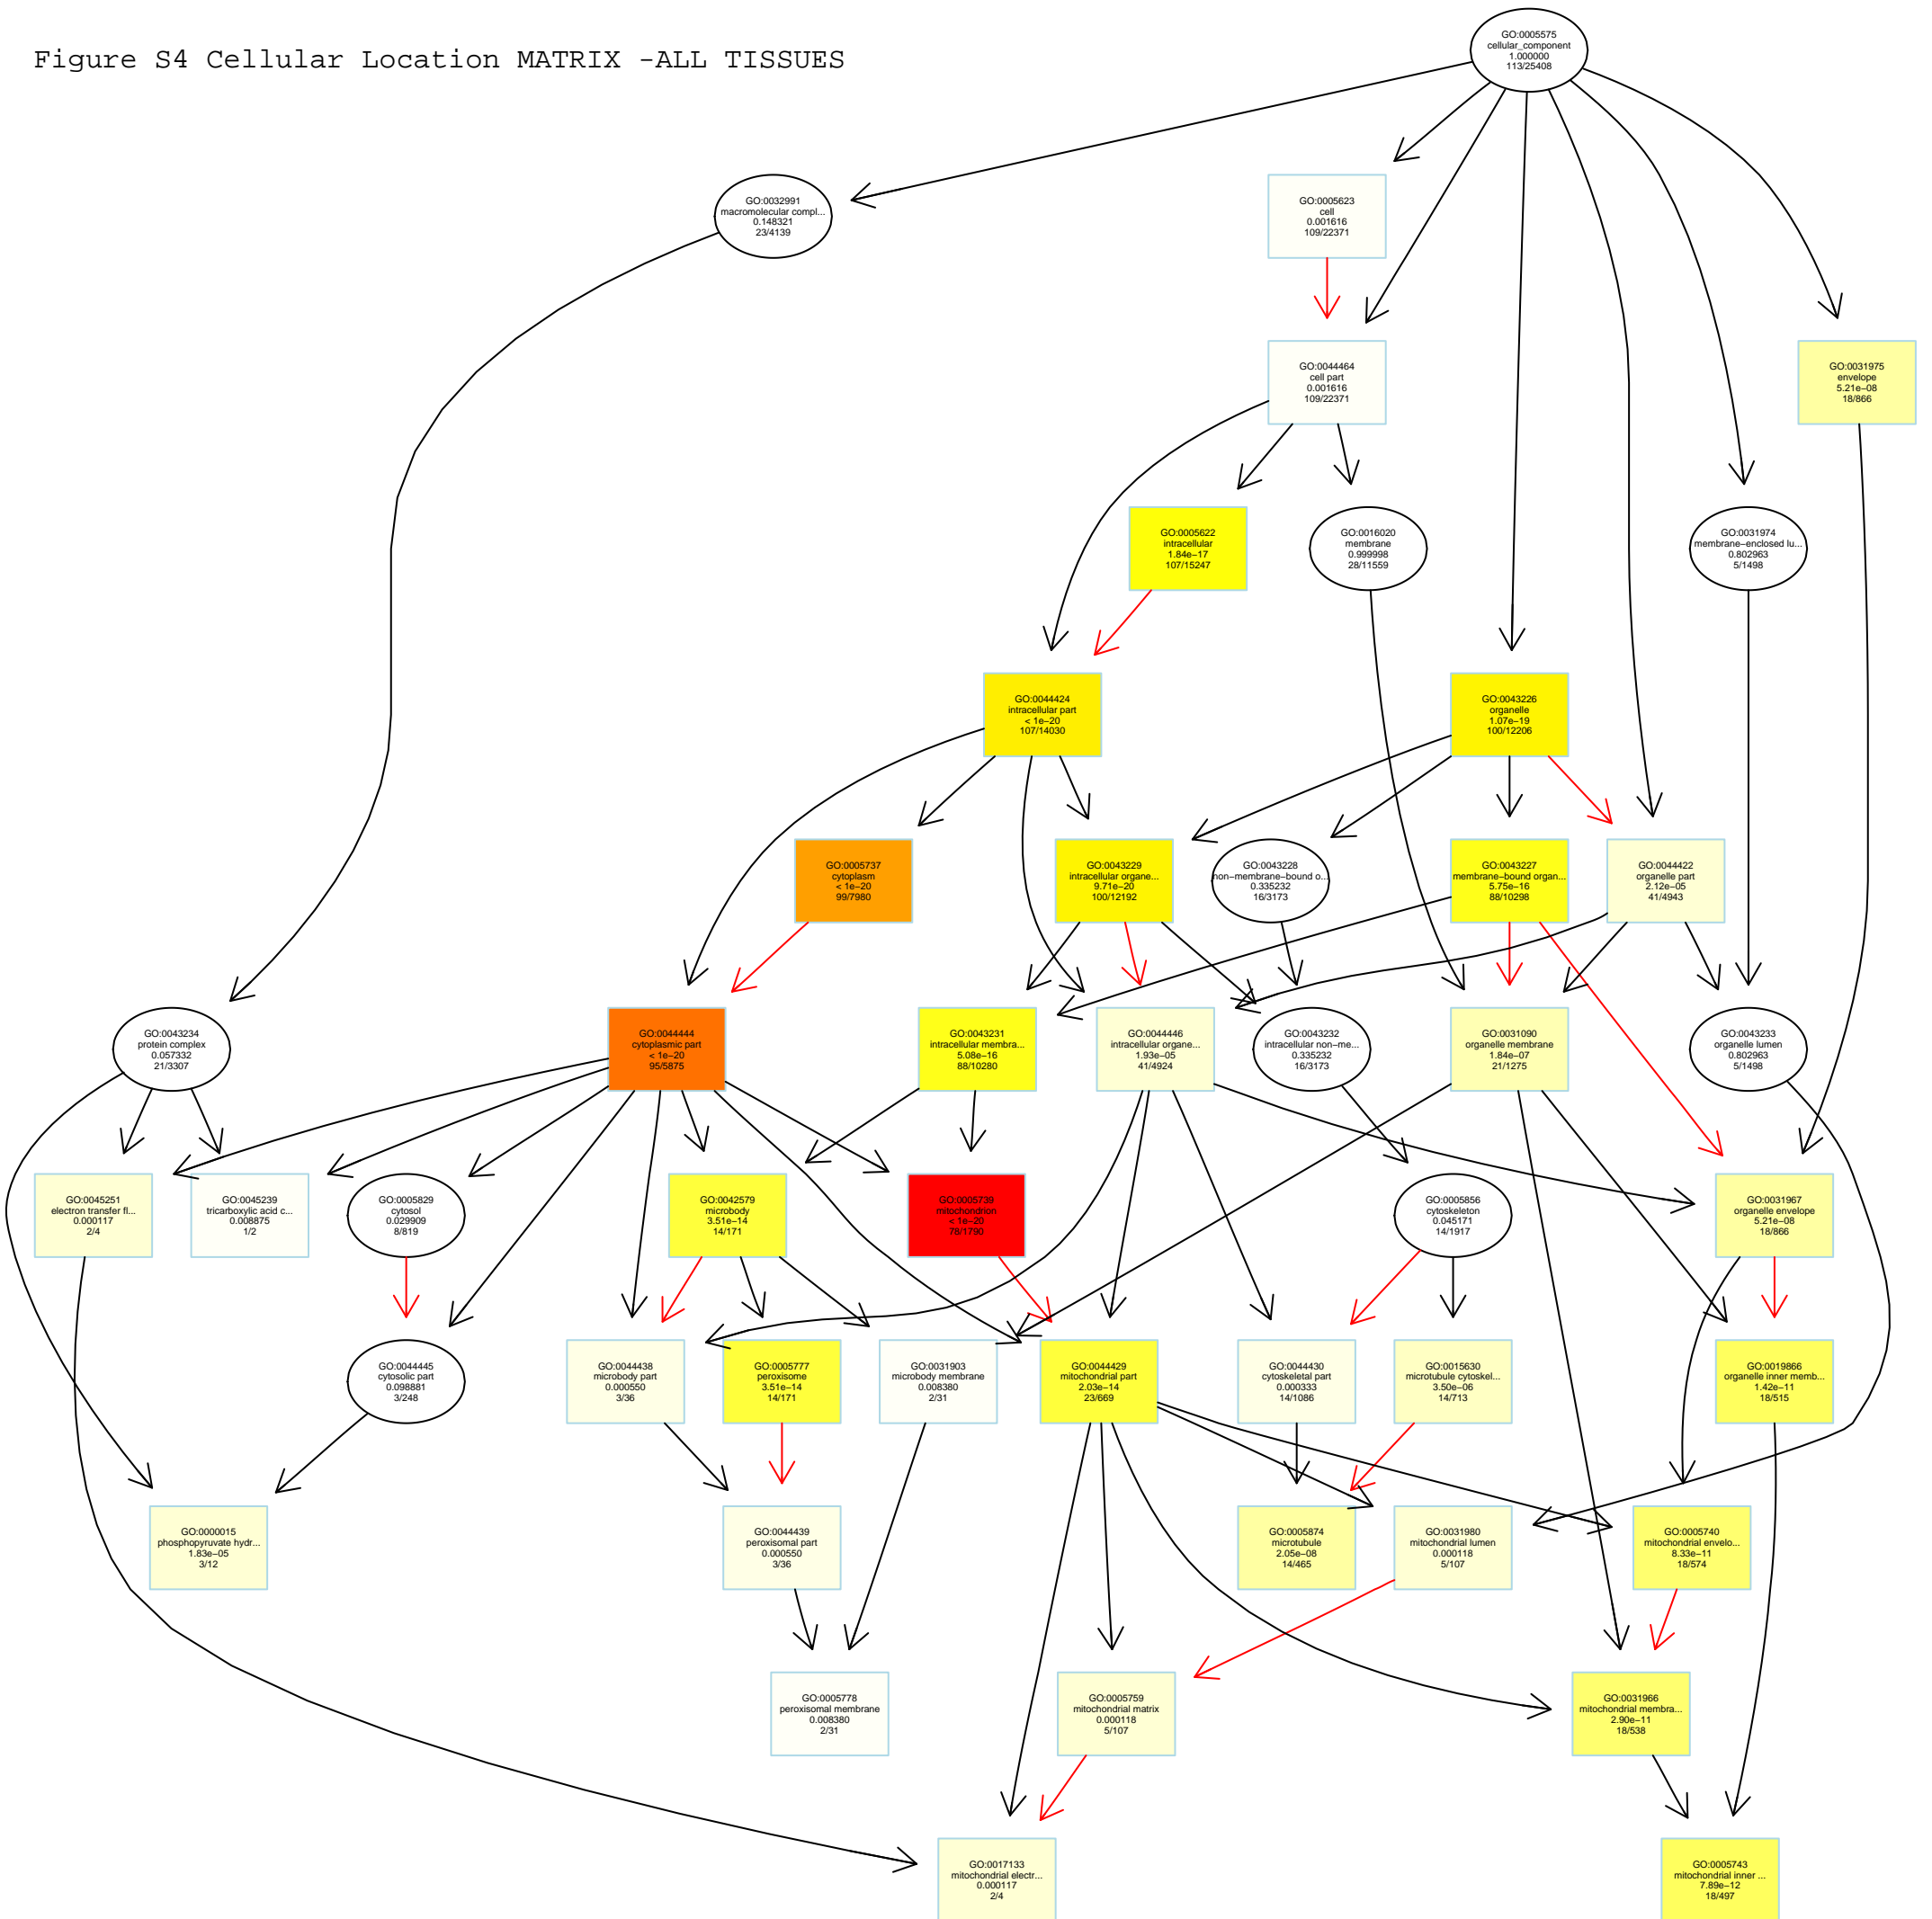 Figure S4 Cellular Location MATRIX -ALL TISSUES
GO:0005575
cellular_component
1.000000
113/25408
GO:0032991
macromolecular compl...
0.148321
23/4139
GO:0005623
cell
0.001616
109/22371
GO:0044464
cell part
0.001616
109/22371
GO:0031975
envelope
5.21e−08
18/866
GO:0005622
intracellular
1.84e−17
107/15247
GO:0016020
membrane
0.999998
28/11559
GO:0031974
membrane−enclosed lu...
0.802963
5/1498
GO:0044424
intracellular part
< 1e−20
107/14030
GO:0043226
organelle
1.07e−19
100/12206
GO:0005737
cytoplasm
< 1e−20
99/7980
GO:0043229
intracellular organe...
9.71e−20
100/12192
GO:0043228
non−membrane−bound o...
0.335232
16/3173
GO:0043227
membrane−bound organ...
5.75e−16
88/10298
GO:0044422
organelle part
2.12e−05
41/4943
GO:0043234
protein complex
0.057332
21/3307
GO:0044444
cytoplasmic part
< 1e−20
95/5875
GO:0043231
intracellular membra...
5.08e−16
88/10280
GO:0044446
intracellular organe...
1.93e−05
41/4924
GO:0043232
intracellular non−me...
0.335232
16/3173
GO:0031090
organelle membrane
1.84e−07
21/1275
GO:0043233
organelle lumen
0.802963
5/1498
GO:0045251
electron transfer fl...
0.000117
2/4
GO:0045239
tricarboxylic acid c...
0.008875
1/2
GO:0005829
cytosol
0.029909
8/819
GO:0042579
microbody
3.51e−14
14/171
GO:0005739
mitochondrion
< 1e−20
78/1790
GO:0005856
cytoskeleton
0.045171
14/1917
GO:0031967
organelle envelope
5.21e−08
18/866
GO:0044445
cytosolic part
0.098881
3/248
GO:0044438
microbody part
0.000550
3/36
GO:0005777
peroxisome
3.51e−14
14/171
GO:0031903
microbody membrane
0.008380
2/31
GO:0044429
mitochondrial part
2.03e−14
23/669
GO:0044430
cytoskeletal part
0.000333
14/1086
GO:0015630
microtubule cytoskel...
3.50e−06
14/713
GO:0019866
organelle inner memb...
1.42e−11
18/515
GO:0000015
phosphopyruvate hydr...
1.83e−05
3/12
GO:0044439
peroxisomal part
0.000550
3/36
GO:0005874
microtubule
2.05e−08
14/465
GO:0031980
mitochondrial lumen
0.000118
5/107
GO:0005740
mitochondrial envelo...
8.33e−11
18/574
GO:0005778
peroxisomal membrane
0.008380
2/31
GO:0005759
mitochondrial matrix
0.000118
5/107
GO:0031966
mitochondrial membra...
2.90e−11
18/538
GO:0017133
mitochondrial electr...
0.000117
2/4
GO:0005743
mitochondrial inner ...
7.89e−12
18/497